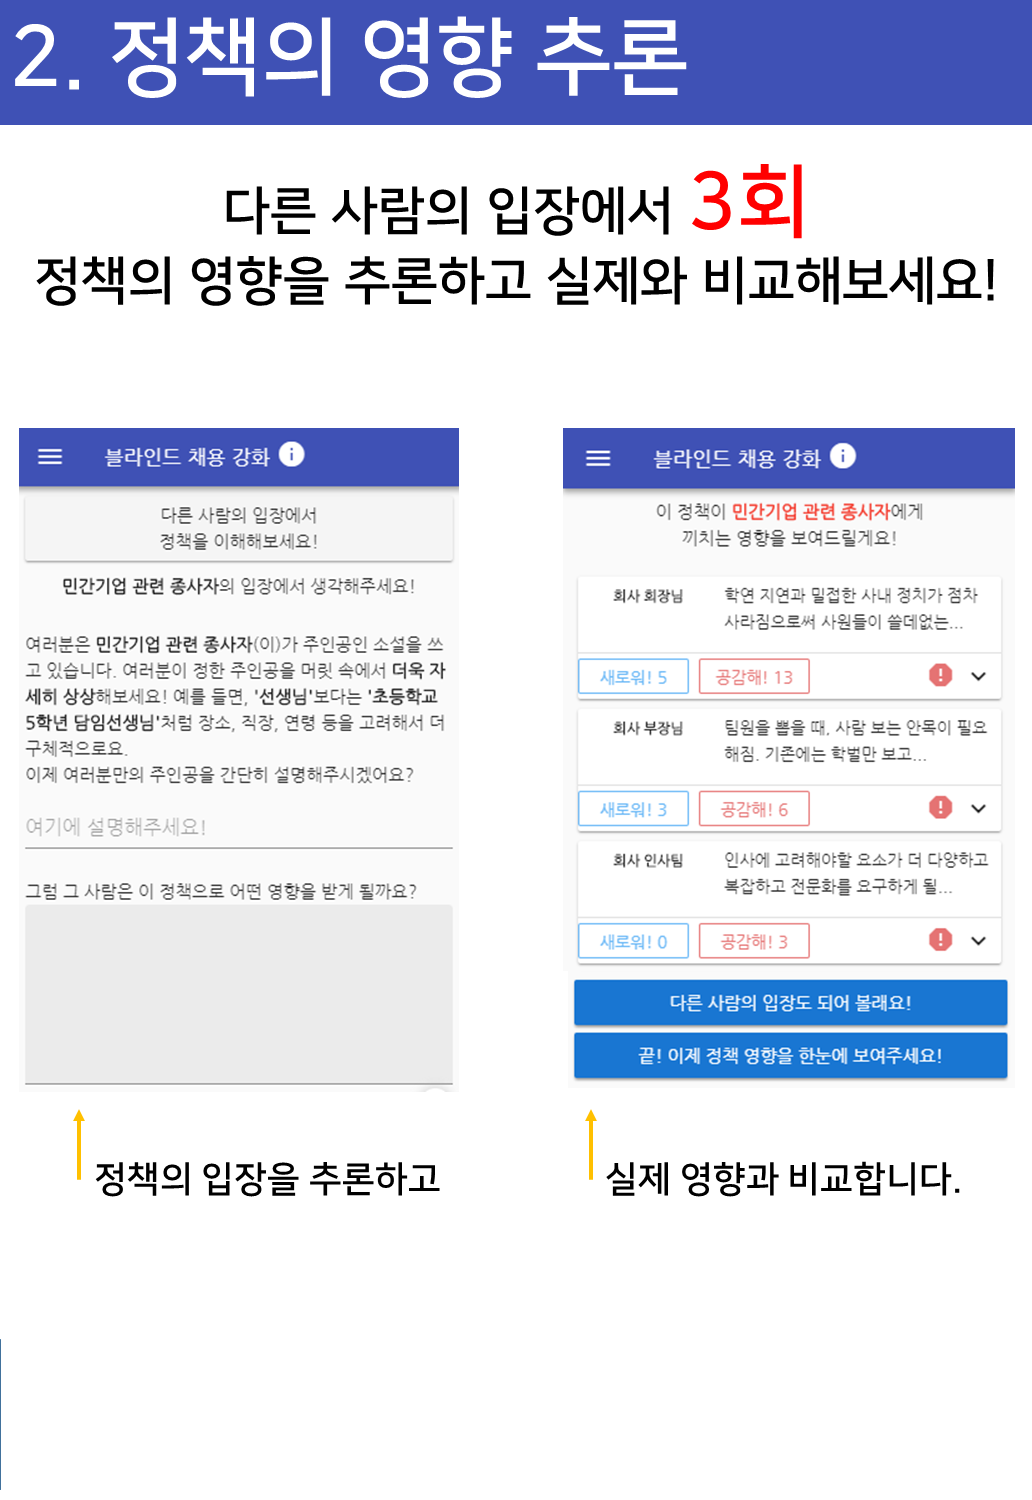 2. 정책의 영향 추론
다른 사람의 입장에서 3회
정책의 영향을 추론하고 실제와 비교해보세요!
블라인드 채용 강화 i
다른 사람의 입장에서
정책을 이해해보세요!
민간기업 관련 종사자의 입장에서 생각해주세요!
여러분은 민간기업 관련 종사자(이)가 주인공인 소설을 쓰
고 있습니다. 여러분이 정한 주인공을 머릿 속에서 더욱 자
세히 상상해보세요! 예를 들면, '선생님'보다는 '초등학교
5학년 담임선생님'처럼 장소, 직장, 연령 등을 고려해서 더
구체적으로요.
이제 여러분만의 주인공을 간단히 설명해주시겠어요?
여기에 설명해주세요!
그럼 그 사람은 이 정책으로 어떤 영향을 받게 될까요?
정책의 입장을 추론하고
블라인드 채용 강화 i
이 정책이 민간기업 관련 종사자에게
끼치는 영향을 보여드릴게요!
회사 회장님
학연 지연과 밀접한 사내 정치가 점차
사라짐으로써 사원들이 쓸데없는...
새로워! 5 공감해! 13
회사 부장님
팀원을 뽑을 때, 사람 보는 안목이 필요
해짐. 기존에는 학벌만 보고...
새로워! 3 공감해! 6
회사 인사팀
인사에 고려해야할 요소가 더 다양하고
복잡하고 전문화를 요구하게 될...
새로워! 0 공감해! 3
다른 사람의 입장도 되어 볼래요!
끝! 이제 정책 영향을 한눈에 보여주세요!
실제 영향과 비교합니다.